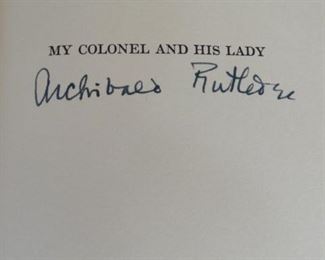 MY COLONEL AND HIS LADY
Archibald Rutledge